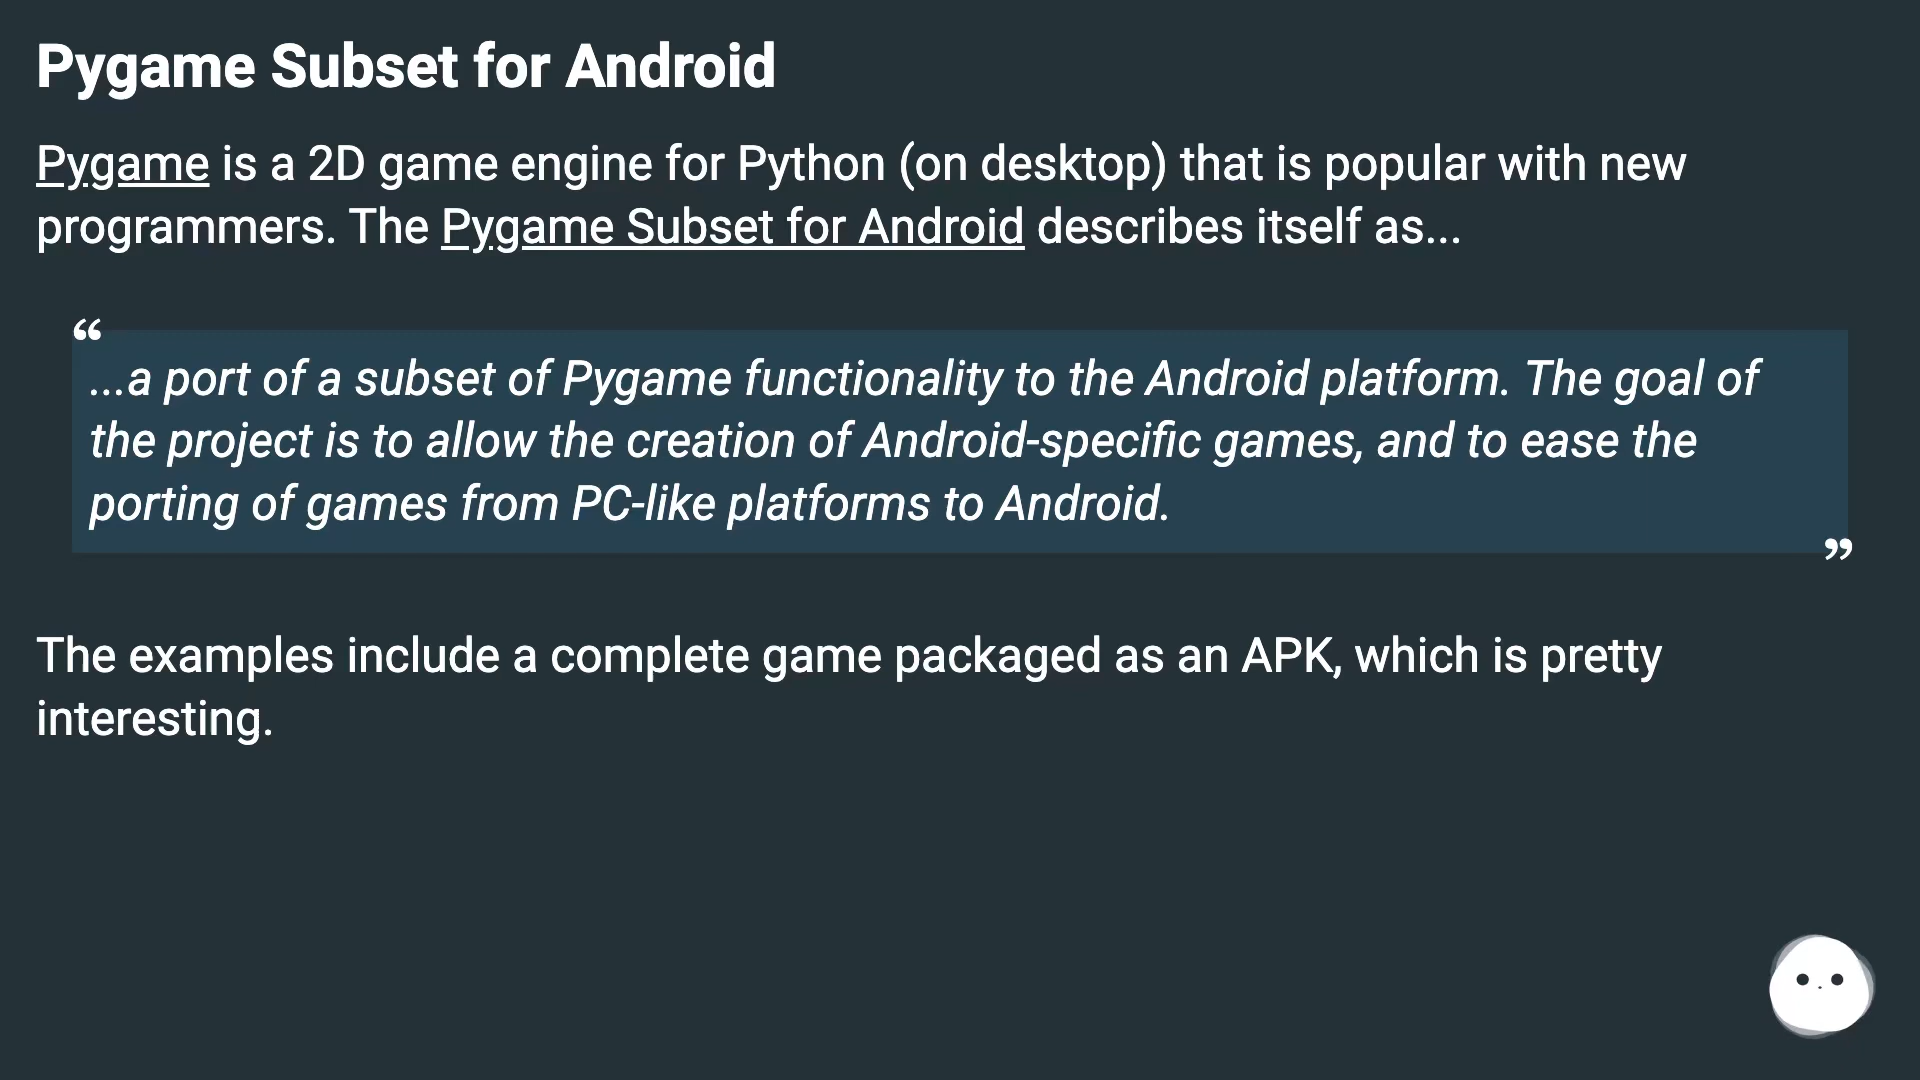 Pygame Subset for Android
Pygame is a 2D game engine for Python (on desktop) that is popular with new
programmers. The Pygame Subset for Android describes itself as...
“
...a port of a subset of Pygame functionality to the Android platform. The goal of
the project is to allow the creation of Android-specific games, and to ease the
porting of games from PC-like platforms to Android.
”
The examples include a complete game packaged as an APK, which is pretty
interesting.